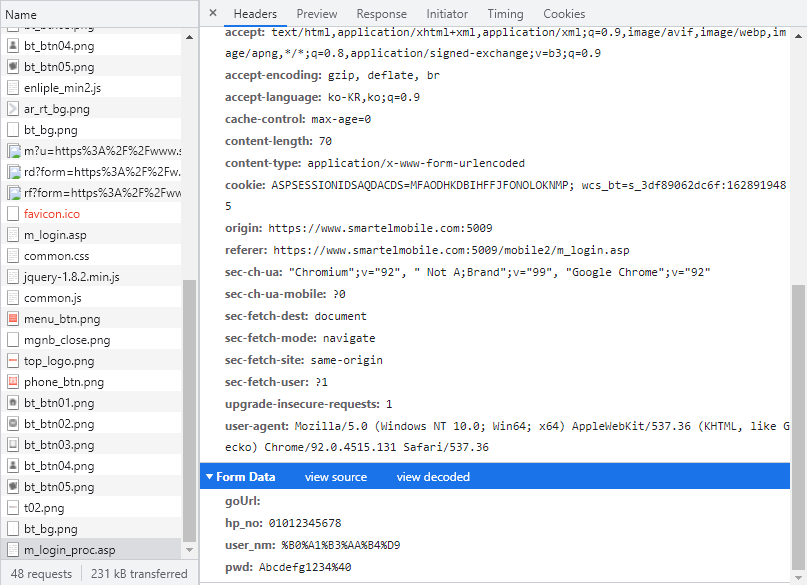 Name
bt_btn03.png
bt_btn04.png
bt_btn05.png
enliple_min2.js
ar_rt_bg.png
bt_bg.png
m?u=https%3A%2F%2Fwww.s
rd?form=https%3A%2F%2Fw.
rf?form=https%3A%2F%2Fww
favicon.ico
m_login.asp
common.css
jquery-1.8.2.min.js
common.js
menu_btn.png
mgnb_close.png
top_logo.png
phone_btn.png
bt_btn01.png
bt_btn02.png
bt_btn03.png
bt_btn04.png
bt_btn05.png
t02.png
bt_bg.png
m_login_proc.asp
48 requests 231 kB transferred
× Headers Preview Response Initiator Timing Cookies
accept: text/html,application/xhtml+xml,application/xml;q=0.9,image/avif,image/webp,im
age/apng,*/*;q=0.8,application/signed-exchange;v=b3;q=0.9
accept-encoding: gzip, deflate, br
accept-language: ko-KR,ko;q=0.9
cache-control: max-age=0
content-length: 70
content-type: application/x-www-form-urlencoded
cookie: ASPSESSIONIDSAQDACDS=MFAODHKDBIHFFJFONOLOKNMP; wcs_bt=s_3df89062dc6f:162891948
5
origin: https://www.smartelmobile.com:5009
referer: https://www.smartelmobile.com:5009/mobile2/m_login.asp
sec-ch-ua: "Chromium";v="92", " Not A;Brand";v="99", "Google Chrome";v="92"
sec-ch-ua-mobile: ?0
sec-fetch-dest: document
sec-fetch-mode: navigate
sec-fetch-site: same-origin
sec-fetch-user: ?1
upgrade-insecure-requests: 1
user-agent: Mozilla/5.0 (Windows NT 10.0; Win64; x64) AppleWebKit/537.36 (KHTML, like G
ecko) Chrome/92.0.4515.131 Safari/537.36
Form Data view source view decoded
goUrl:
hp_no: 01012345678
user_nm: %B0%A1%B3%AA%B4%D9
pwd: Abcdefg1234%40